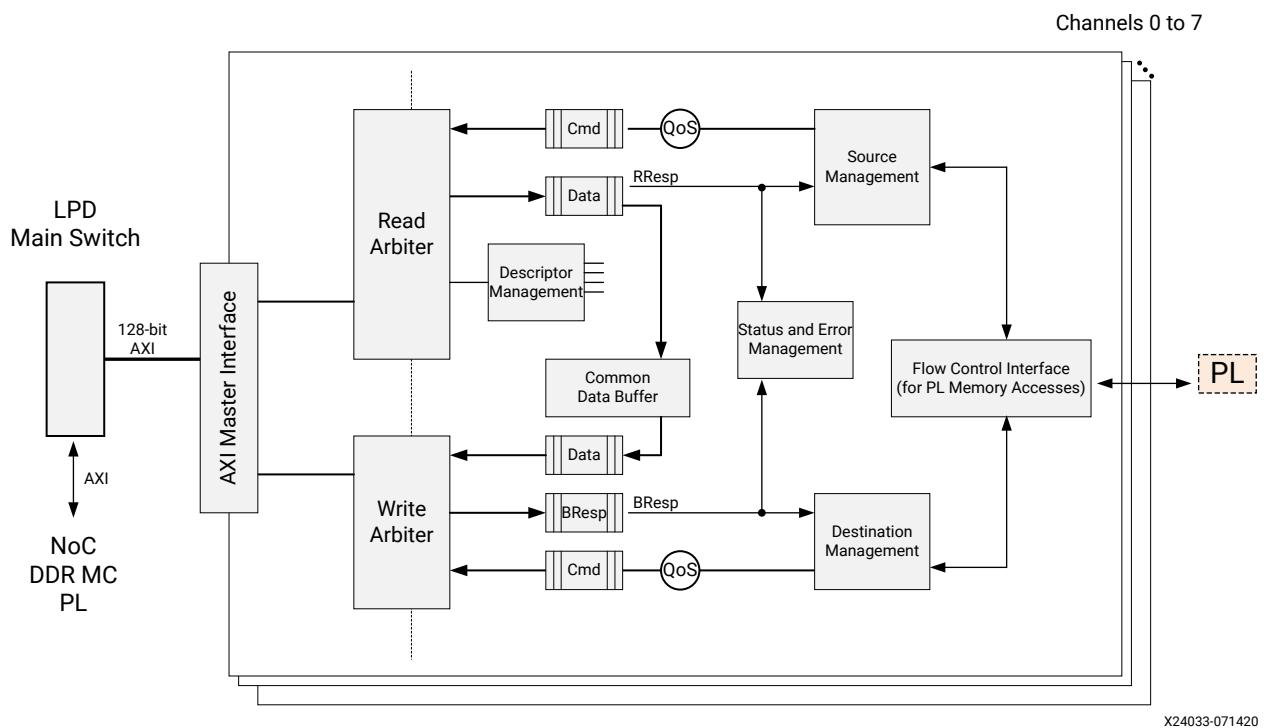 Channels 0 to 7
Cmd
QoS
Source
Management
RResp
Data
LPD
Main Switch
Read
Arbiter
Descriptor
Management
AXI Master Interface
128-bit
AXI
Status and Error
Management
Flow Control Interface
(for PL Memory Accesses)
PL
Common
Data Buffer
Data
AXI
BResp
BResp
Write
Arbiter
Destination
Management
NoC
DDR MC
PL
Cmd
QoS
X24033-071420